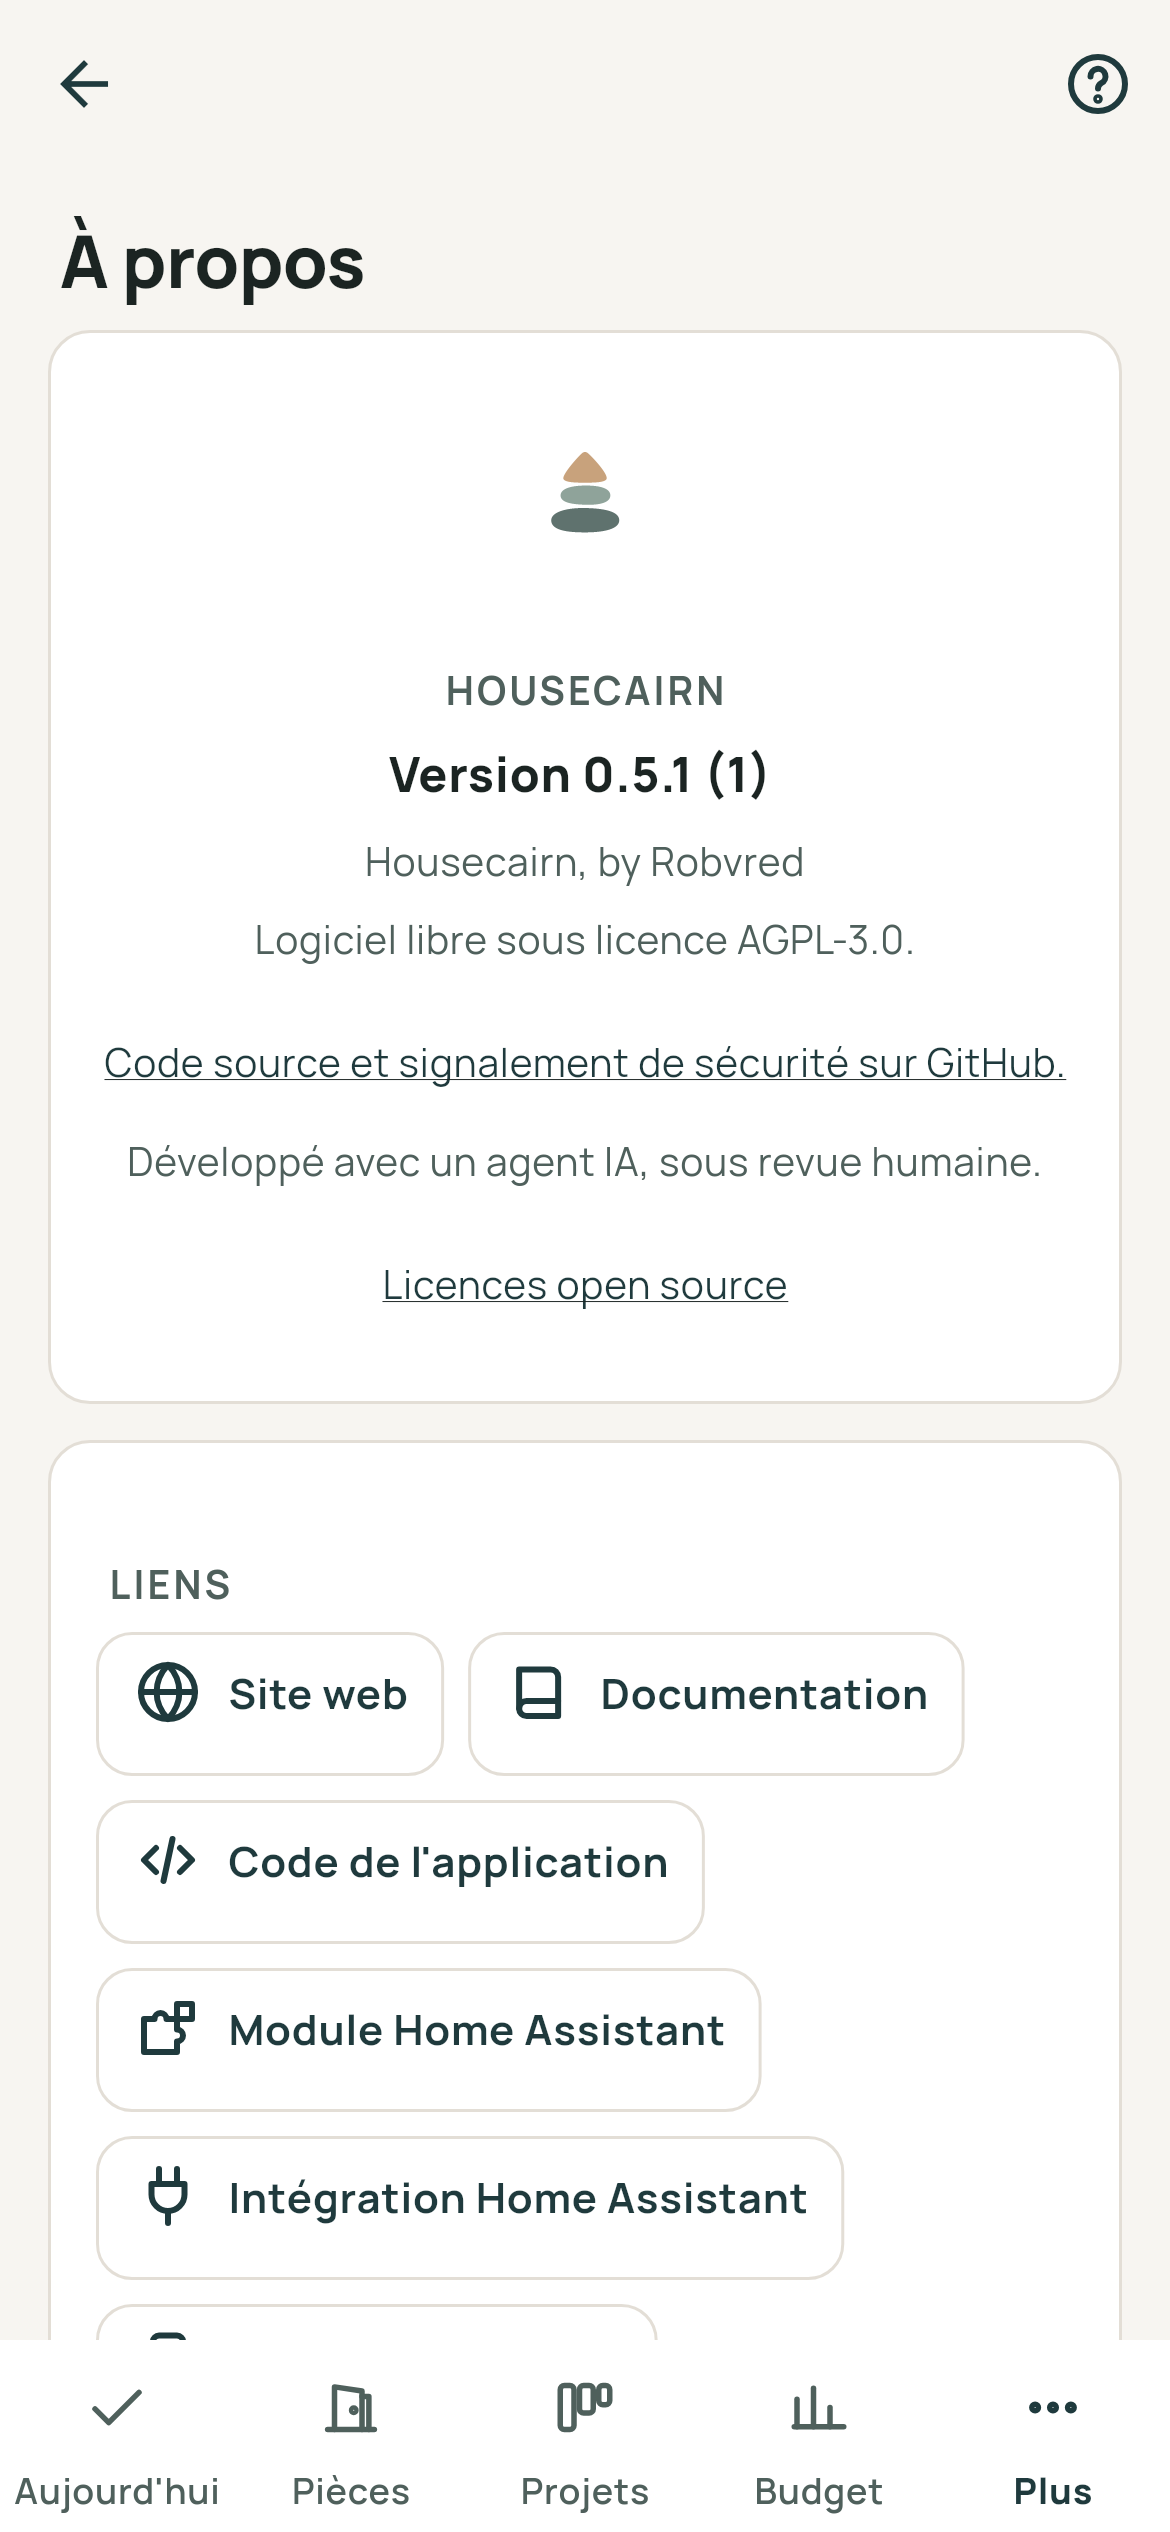 À propos
HOUSECAIRN
Version 0.5.1 (1)
Housecairn, by Robvred
Logiciel libre sous licence AGPL-3.0.
Code source et signalement de sécurité sur GitHub.
Développé avec un agent IA, sous revue humaine.
Licences open source
LIENS
Site web
Documentation
Code de l'application
Module Home Assistant
Intégration Home Assistant
Aujourd'hui
Pièces
Projets
Budget
Plus